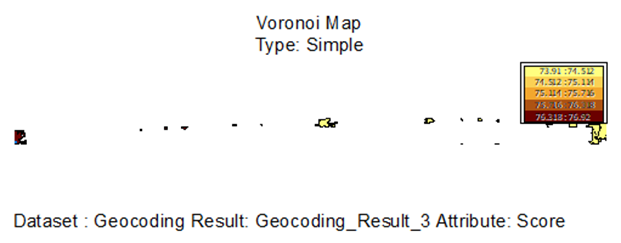 Voronoi Map
Type: Simple
73.91 : 74.512
74.512 : 75.114
75.114 : 75.716
76.318 : 76.92
Dataset : Geocoding Result: Geocoding_Result_3 Attribute: Score